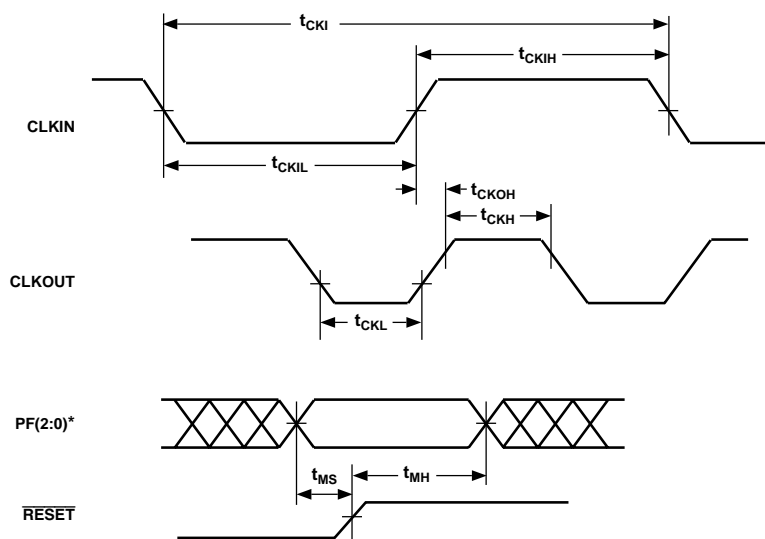 tCKI
tCKIH
CLKIN
tCKIL
tCKOH
tCKH
CLKOUT
tCKL
PF(2:0)*
tMS
tMH
RESET